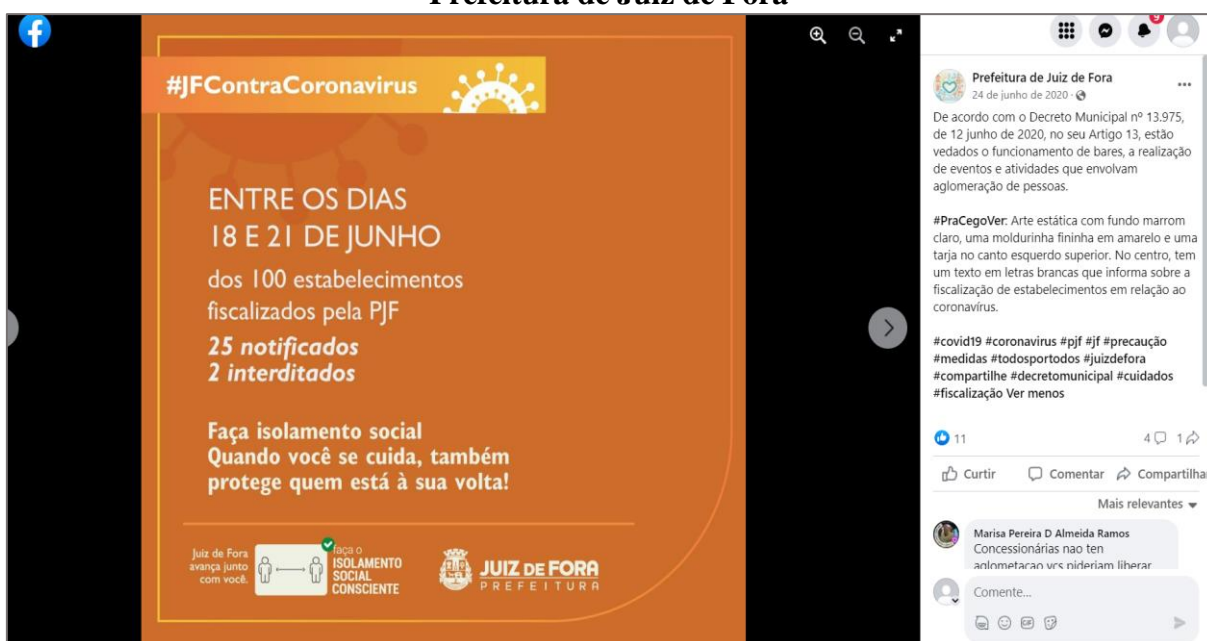 Prefeitura de Juiz de Fora
#JFContraCoronavirus
ENTRE OS DIAS
18 E 21 DE JUNHO
dos 100 estabelecimentos
fiscalizados pela PJF
25 notificados
2 interditados
Faça isolamento social
Quando você se cuida, também
protege quem está à sua volta!
Juiz de Fora
avança junto
com você.
faça o
ISOLAMENTO
SOCIAL
CONSCIENTE
JUIZ DE FORA
PREFEITURA
9
Prefeitura de Juiz de Fora
24 de junho de 2020 ·
De acordo com o Decreto Municipal nº 13.975,
de 12 junho de 2020, no seu Artigo 13, estão
vedados o funcionamento de bares, a realização
de eventos e atividades que envolvam
aglomeração de pessoas.
#PraCegoVer: Arte estática com fundo marrom
claro, uma moldurinha fininha em amarelo e uma
tarja no canto esquerdo superior. No centro, tem
um texto em letras brancas que informa sobre a
fiscalização de estabelecimentos em relação ao
coronavírus.
#covid19 #coronavirus #pjf #jf #precaução
#medidas #todosportodos #juizdefora
#compartilhe #decretomunicipal #cuidados
#fiscalização Ver menos
11
4 1
Curtir Comentar Compartilha
Mais relevantes
Marisa Pereira D Almeida Ramos
Concessionárias nao ten
aglometacao vcs pideriam liberar
Comente...
GIF